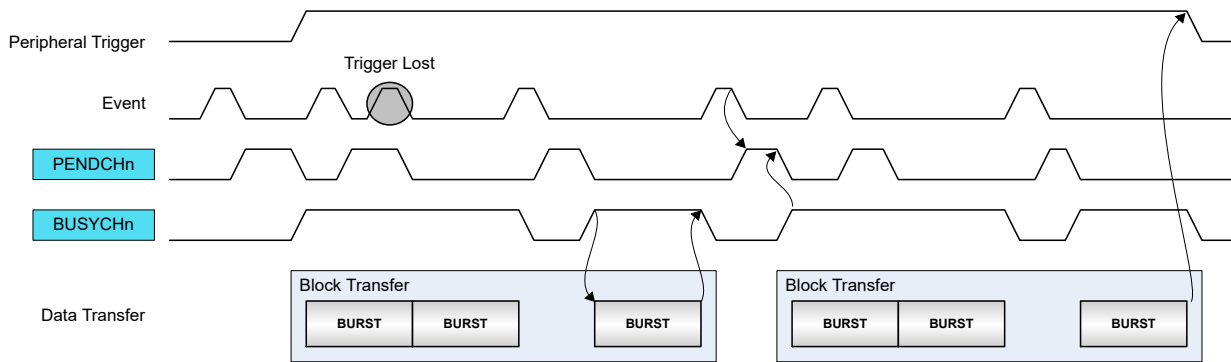 Peripheral Trigger
Trigger Lost
Event
PENDCHn
BUSYCHn
Block Transfer
Block Transfer
Data Transfer
BURST
BURST
BURST
BURST
BURST
BURST